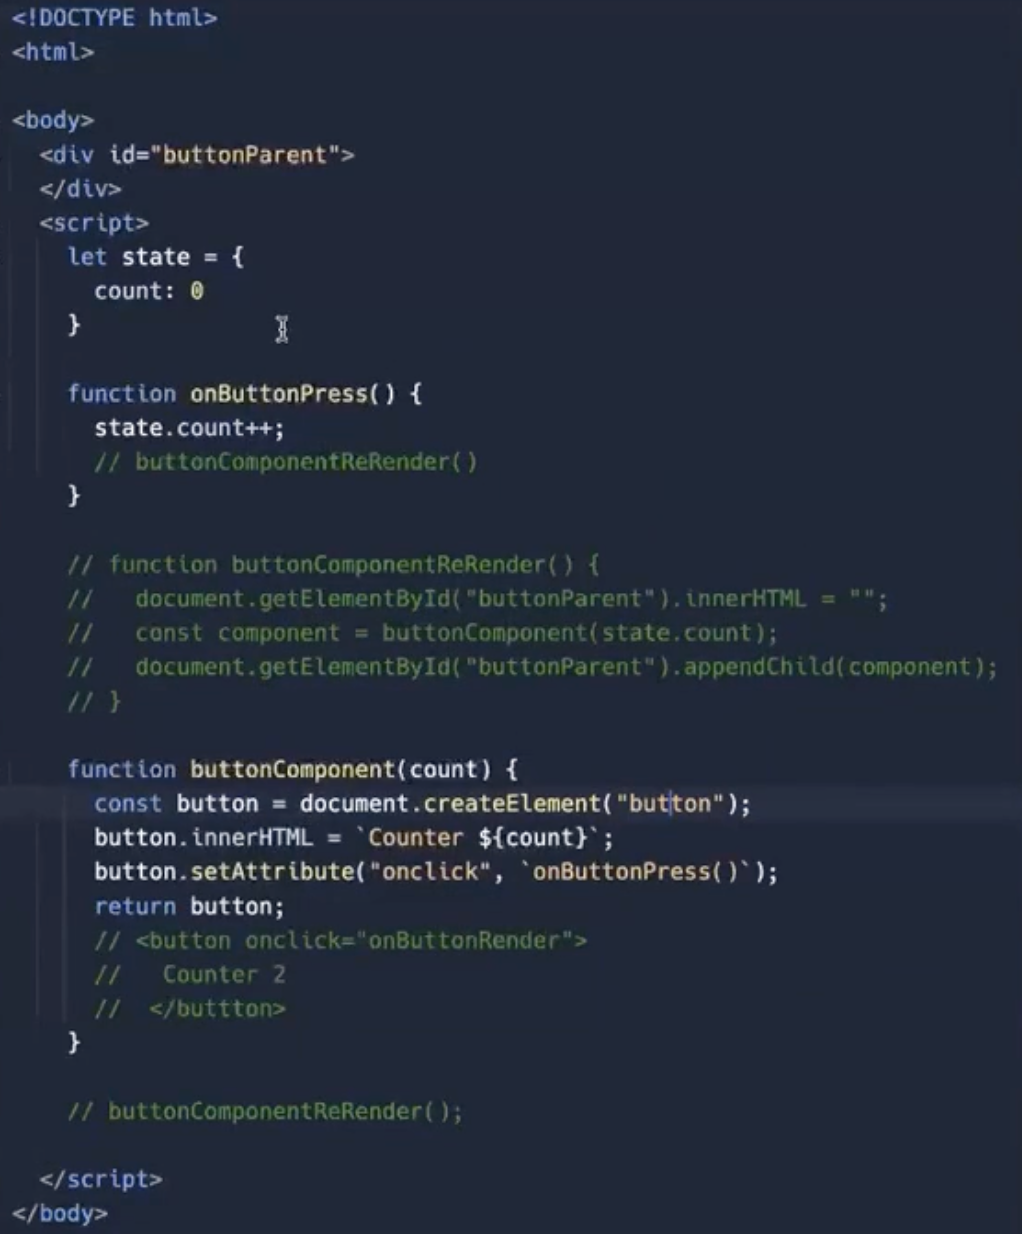 <!DOCTYPE html>
<html>
<body>
<div id="buttonParent">
</div>
<script>
let state = {
count: 0
}
function onButtonPress() {
state.count++;
// buttonComponentReRender()
}
// function buttonComponentReRender() {
//   document.getElementById("buttonParent").innerHTML = "";
//   const component = buttonComponent(state.count);
//   document.getElementById("buttonParent").appendChild(component);
// }
function buttonComponent(count) {
const button = document.createElement("button");
button.innerHTML = `Counter ${count}`;
button.setAttribute("onclick", `onButtonPress()`);
return button;
// <button onclick="onButtonRender">
//   Counter 2
//  </buttton>
}
// buttonComponentReRender();
</script>
</body>